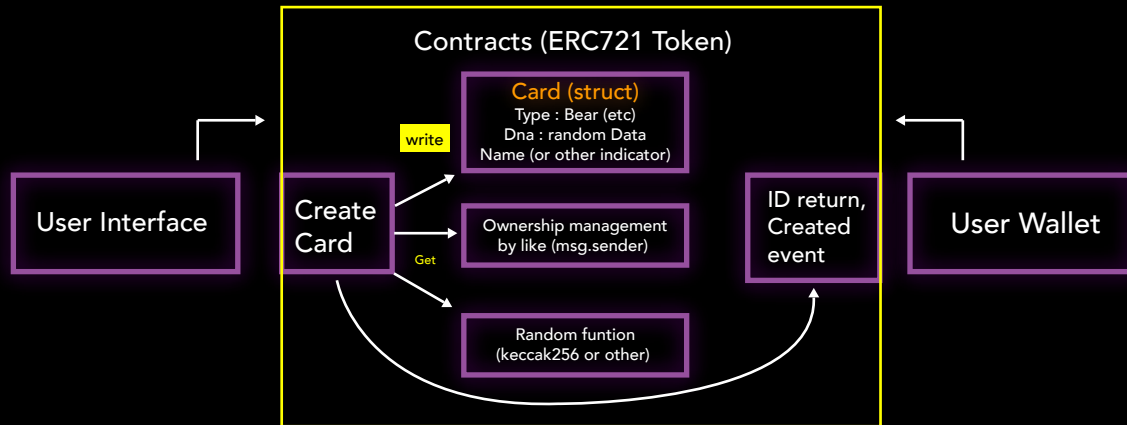 Contracts (ERC721 Token)
Card (struct)
Type : Bear (etc)
Dna : random Data
Name (or other indicator)
write
User Interface
Create
Card
Ownership management
by like (msg.sender)
Get
Random funtion
(keccak256 or other)
ID return,
Created
event
User Wallet